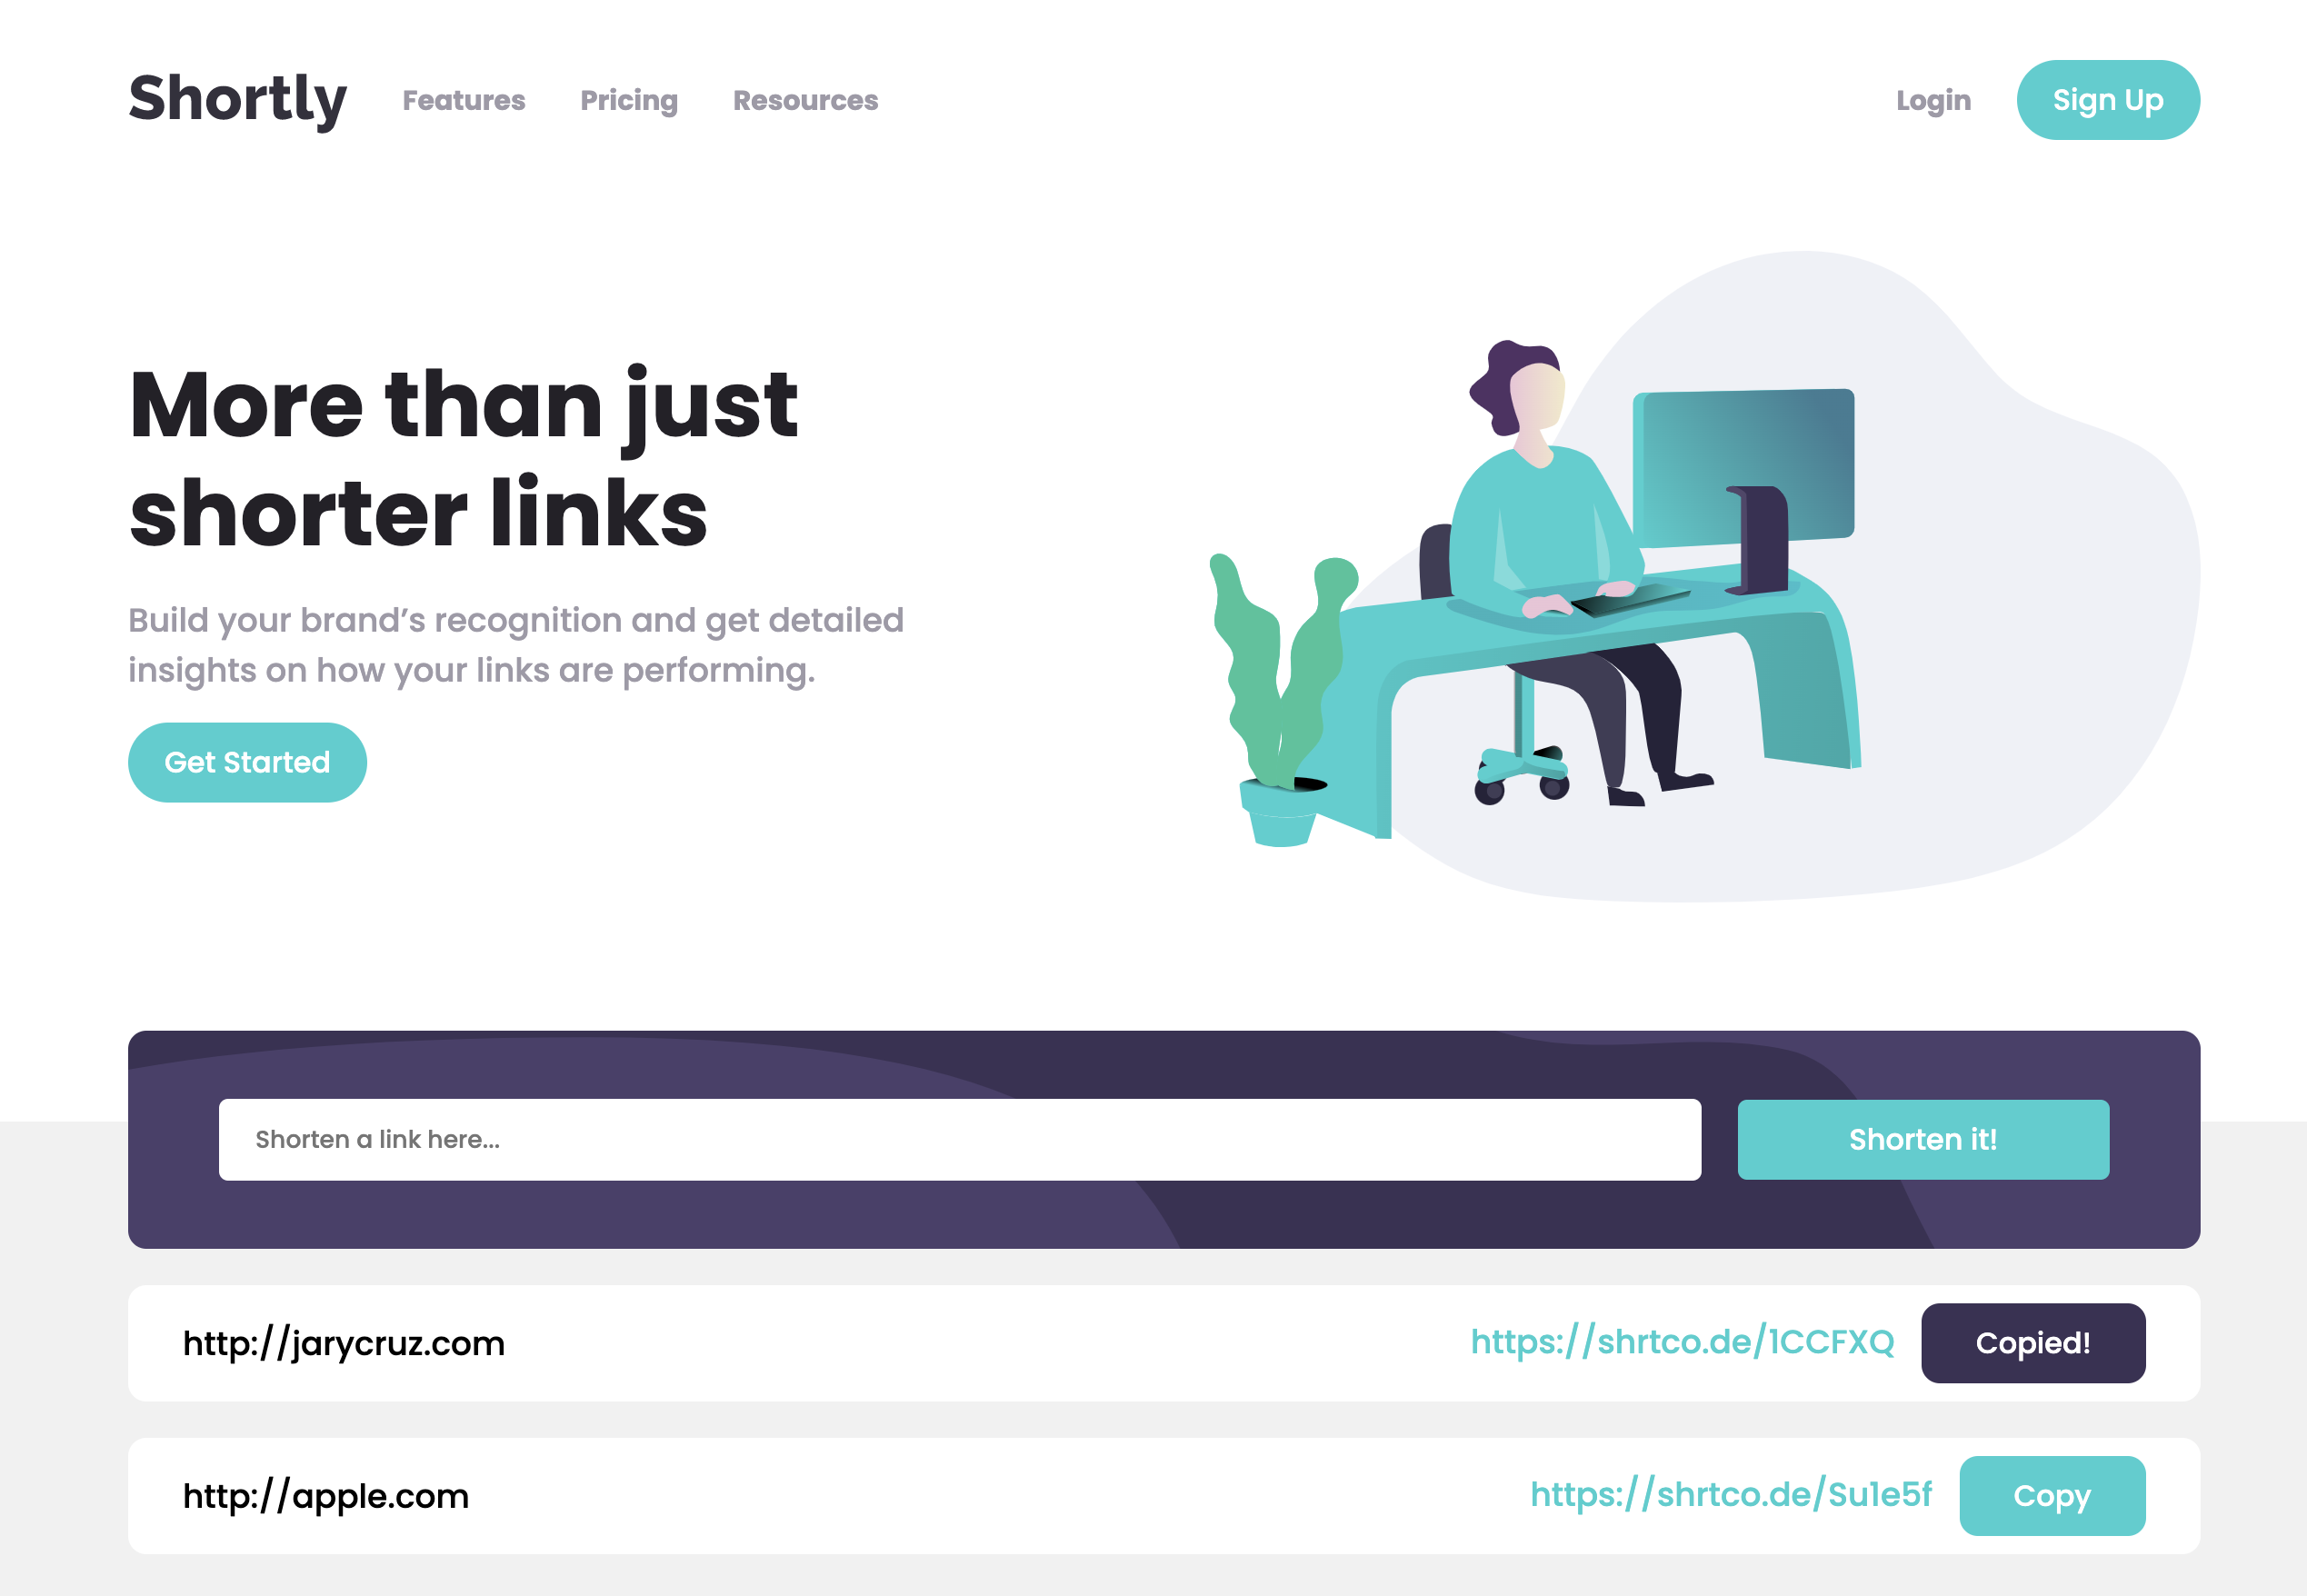 Shortly
Features
Pricing
Resources
Login
Sign Up
More than just
shorter links
Build your brand’s recognition and get detailed
insights on how your links are performing.
Get Started
Shorten a link here...
Shorten it!
http://jarycruz.com
https://shrtco.de/1CCFXQ
Copied!
http://apple.com
https://shrtco.de/Su1e5f
Copy